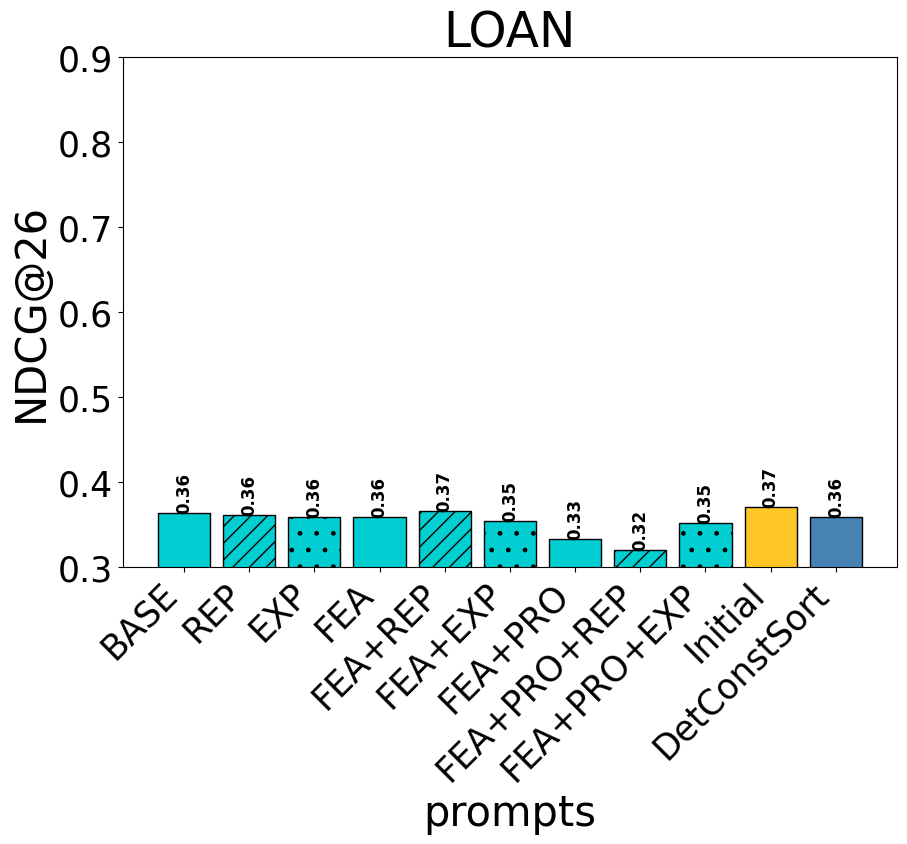 LOAN
NDCG@26
0.9
0.8
0.7
0.6
0.5
0.4
0.3
0.36
0.36
0.36
0.36
0.37
0.35
0.33
0.32
0.35
0.37
0.36
BASE
REP
EXP
FEA
FEA+REP
FEA+EXP
FEA+PRO
FEA+PRO+REP
FEA+PRO+EXP
Initial
DetConstSort
prompts